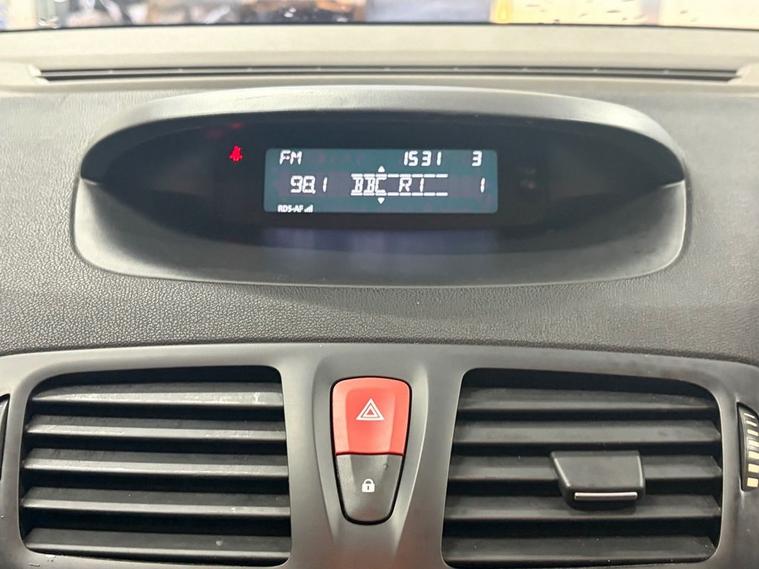 FM 1531 3
98.1 BBC R1 1
RDS-AF